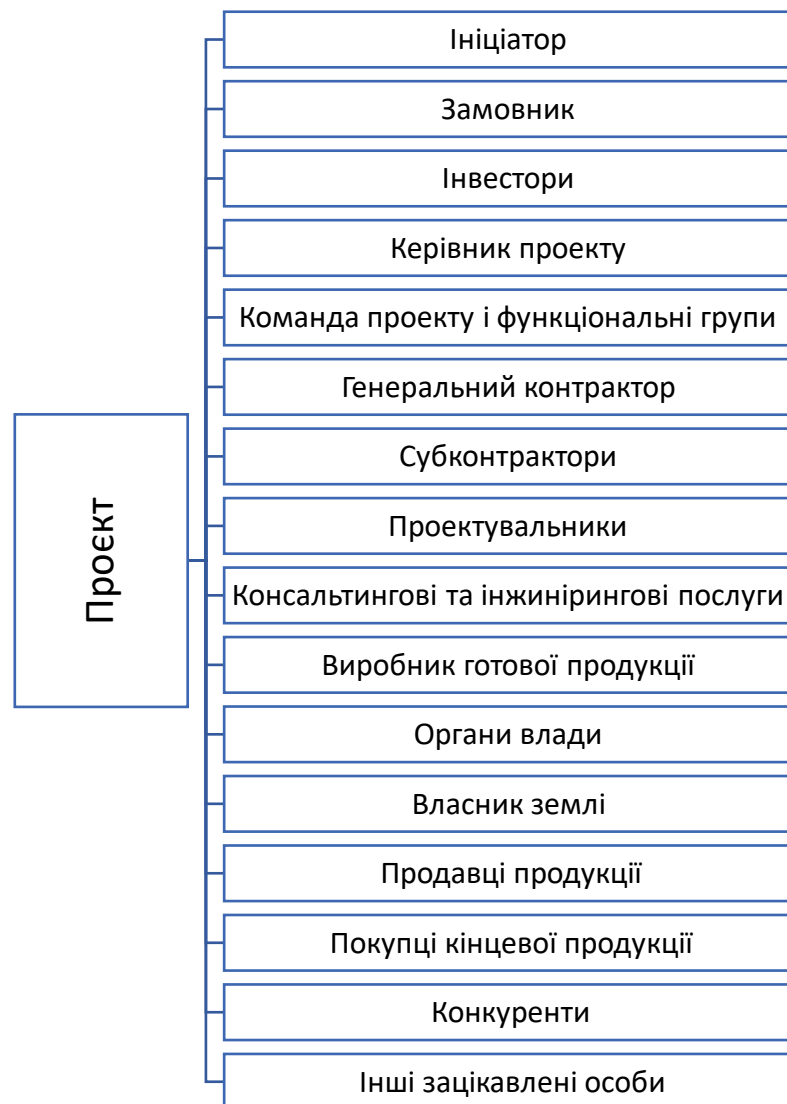 Ініціатор
Замовник
Інвестори
Керівник проекту
Команда проекту і функціональні групи
Генеральний контрактор
Субконтрактори
Проєкт
Проектувальники
Консальтингові та інжинірингові послуги
Виробник готової продукції
Органи влади
Власник землі
Продавці продукції
Покупці кінцевої продукції
Конкуренти
Інші зацікавлені особи